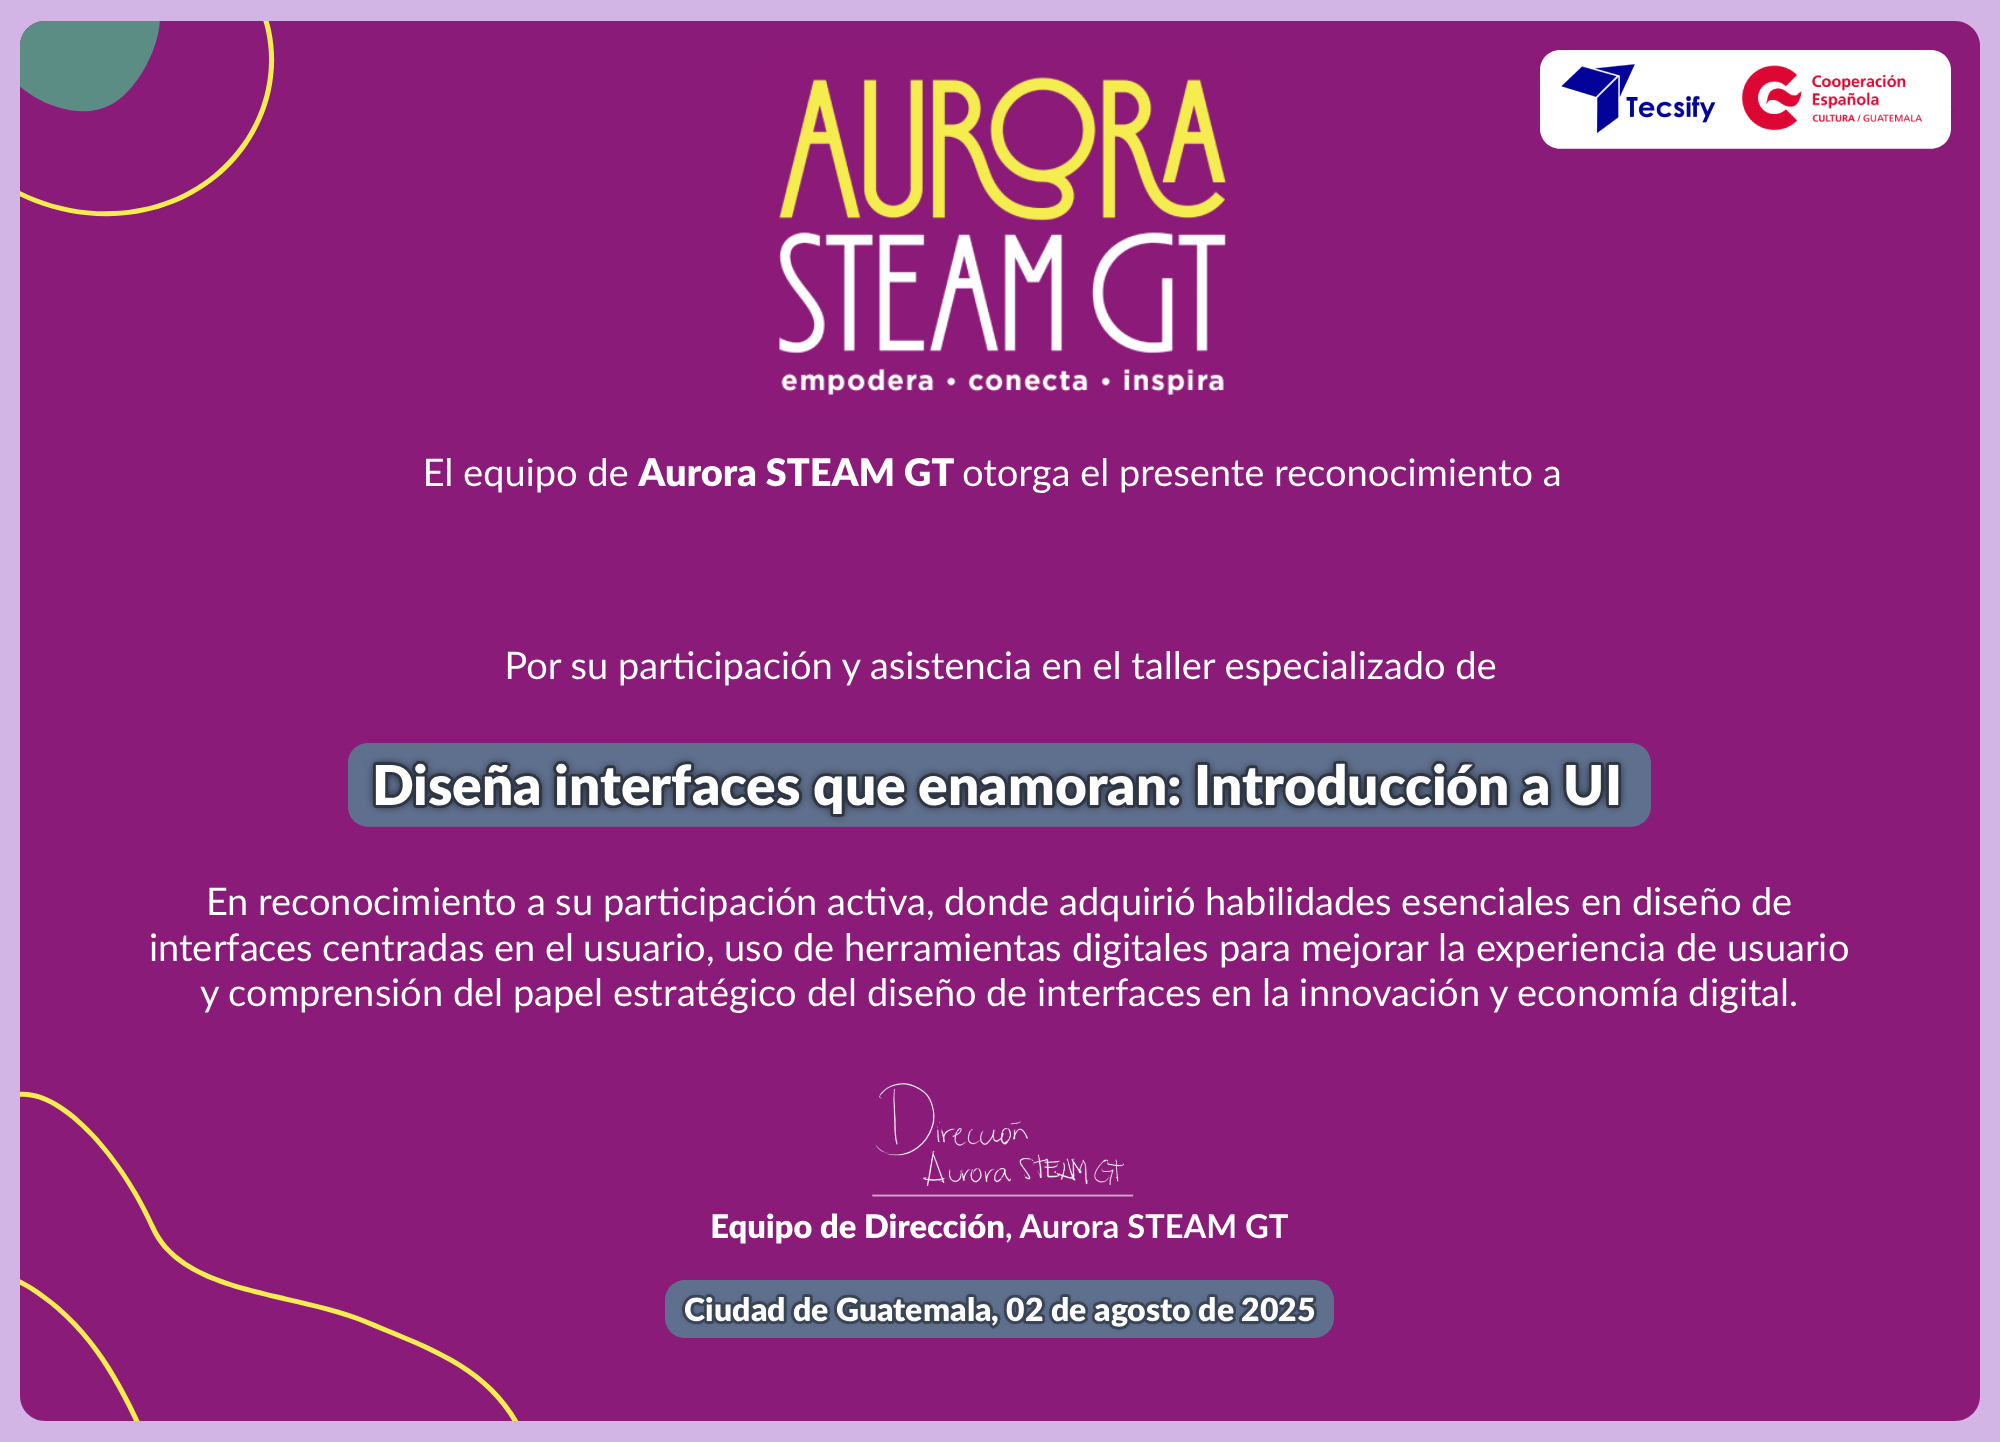 AURORA
STEAM GT
empodera • conecta • inspira
Tecsify
Cooperación
Española
CULTURA / GUATEMALA
El equipo de Aurora STEAM GT otorga el presente reconocimiento a
Por su participación y asistencia en el taller especializado de
Diseña interfaces que enamoran: Introducción a UI
En reconocimiento a su participación activa, donde adquirió habilidades esenciales en diseño de
interfaces centradas en el usuario, uso de herramientas digitales para mejorar la experiencia de usuario
y comprensión del papel estratégico del diseño de interfaces en la innovación y economía digital.
Dirección
Aurora STEAM GT
Equipo de Dirección, Aurora STEAM GT
Ciudad de Guatemala, 02 de agosto de 2025